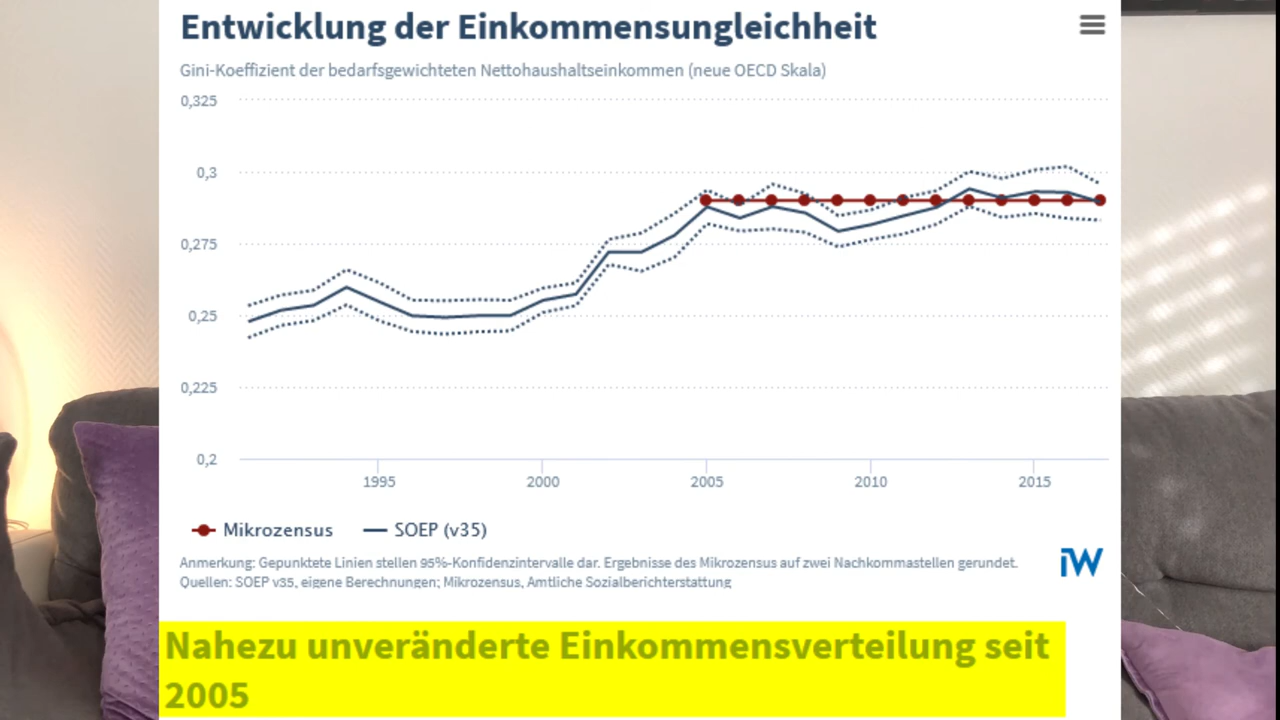 Entwicklung der Einkommensungleichheit
Gini-Koeffizient der bedarfsgewichteten Nettohaushaltseinkommen (neue OECD Skala)
0,325
0,3
0,275
0,25
0,225
0,2
1995 2000 2005 2010 2015
Mikrozensus SOEP (v35)
Anmerkung: Gepunktete Linien stellen 95%-Konfidenzintervalle dar. Ergebnisse des Mikrozensus auf zwei Nachkommastellen gerundet.
Quellen: SOEP v35, eigene Berechnungen; Mikrozensus, Amtliche Sozialberichterstattung
iW
Nahezu unveränderte Einkommensverteilung seit
2005